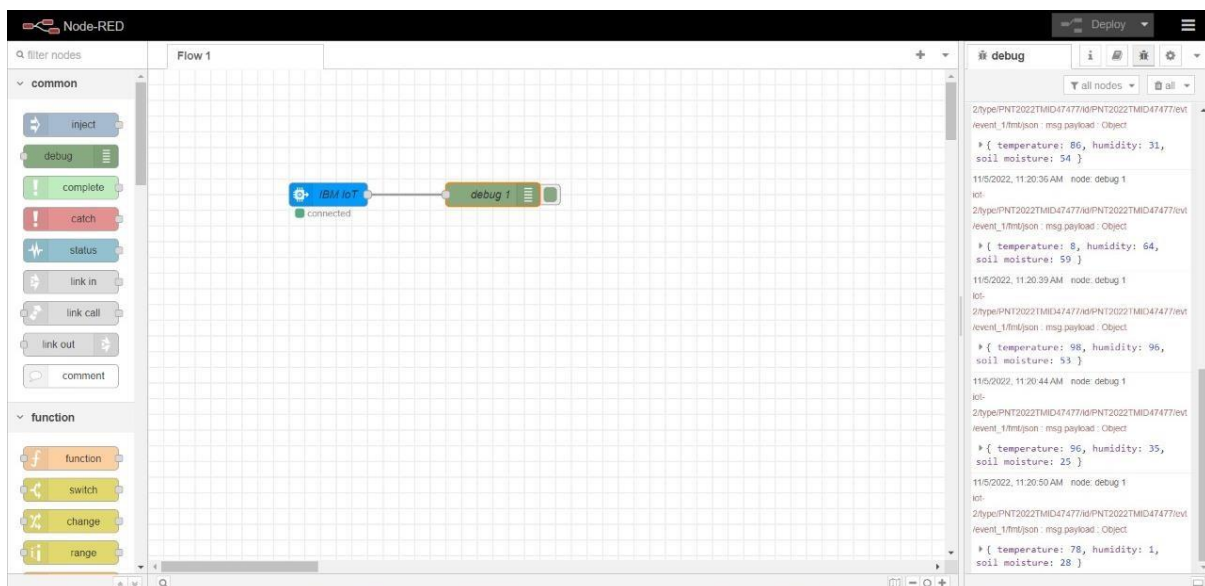 Node-RED
Deploy
filter nodes
Flow 1
debug
i
common
all nodes
all
inject
debug
complete
catch
status
link in
link call
link out
comment
function
function
switch
change
range
IBM IoT
connected
debug 1
2/type/PNT2022TMID47477/id/PNT2022TMID47477/evt
/event_1/fmt/json : msg.payload : Object
{ temperature: 86, humidity: 31,
soil moisture: 54 }
11/5/2022, 11:20:36 AM node: debug 1
iot-
2/type/PNT2022TMID47477/id/PNT2022TMID47477/evt
/event_1/fmt/json : msg.payload : Object
{ temperature: 8, humidity: 64,
soil moisture: 59 }
11/5/2022, 11:20:39 AM node: debug 1
iot-
2/type/PNT2022TMID47477/id/PNT2022TMID47477/evt
/event_1/fmt/json : msg.payload : Object
{ temperature: 98, humidity: 96,
soil moisture: 53 }
11/5/2022, 11:20:44 AM node: debug 1
iot-
2/type/PNT2022TMID47477/id/PNT2022TMID47477/evt
/event_1/fmt/json : msg.payload : Object
{ temperature: 96, humidity: 35,
soil moisture: 25 }
11/5/2022, 11:20:50 AM node: debug 1
iot-
2/type/PNT2022TMID47477/id/PNT2022TMID47477/evt
/event_1/fmt/json : msg.payload : Object
{ temperature: 78, humidity: 1,
soil moisture: 28 }